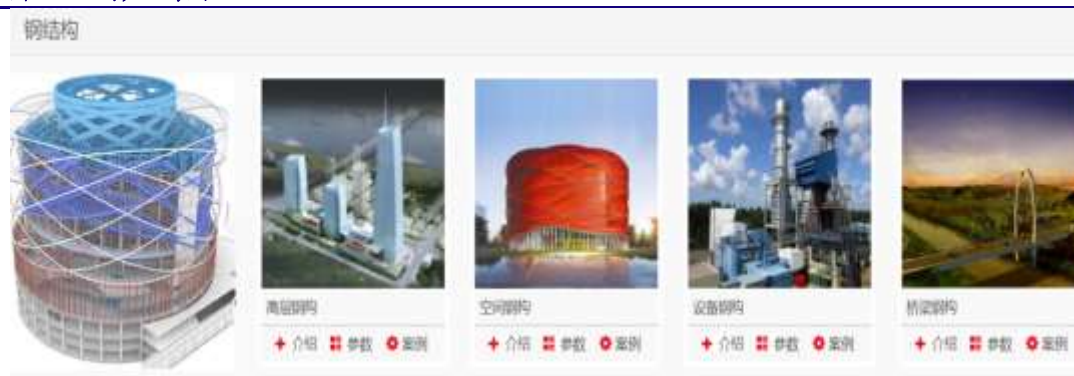 钢结构
高层钢构
空间钢构
设备钢构
桥梁钢构
介绍 参数 案例
介绍 参数 案例
介绍 参数 案例
介绍 参数 案例